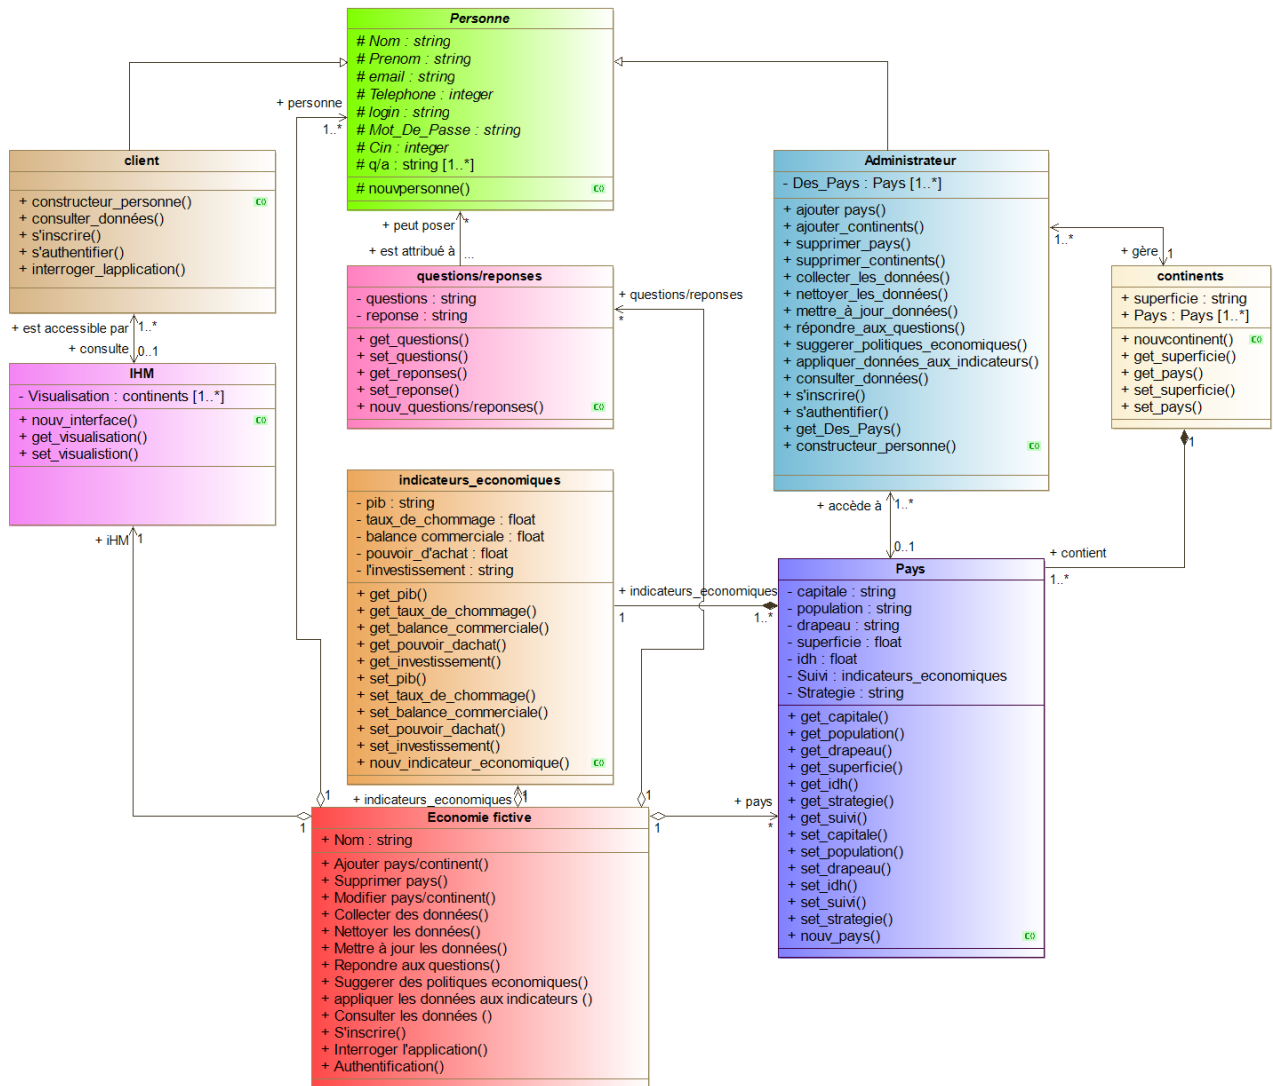 Personne
# Nom : string
# Prenom : string
# email : string
# Telephone : integer
# login : string
# Mot_De_Passe : string
# Cin : integer
# q/a : string [1..*]
# nouvpersonne()
+ personne
1..*
client
+ constructeur_personne()
+ consulter_données()
+ s'inscrire()
+ s'authentifier()
+ interroger_lapplication()
Administrateur
- Des_Pays : Pays [1..*]
+ ajouter pays()
+ ajouter_continents()
+ supprimer_pays()
+ supprimer_continents()
+ collecter_les_données()
+ nettoyer_les_données()
+ mettre_à_jour_données()
+ répondre_aux_questions()
+ suggerer_politiques_economiques()
+ appliquer_données_aux_indicateurs()
+ consulter_données()
+ s'inscrire()
+ s'authentifier()
+ get_Des_Pays()
+ constructeur_personne()
1..*
+ gère
1
continents
+ superficie : string
+ Pays : Pays [1..*]
+ nouvcontinent()
+ get_superficie()
+ get_pays()
+ set_superficie()
+ set_pays()
1
+ peut poser
*
+ est attribué à
...
questions/reponses
- questions : string
- reponse : string
+ get_questions()
+ set_questions()
+ get_reponses()
+ set_reponse()
+ nouv_questions/reponses()
+ questions/reponses
*
+ est accessible par
1..*
+ consulte
0..1
IHM
- Visualisation : continents [1..*]
+ nouv_interface()
+ get_visualisation()
+ set_visualistion()
+ iHM
1
indicateurs_economiques
- pib : string
- taux_de_chommage : float
- balance commerciale : float
- pouvoir_d'achat : float
- l'investissement : string
+ get_pib()
+ get_taux_de_chommage()
+ get_balance_commerciale()
+ get_pouvoir_dachat()
+ get_investissement()
+ set_pib()
+ set_taux_de_chommage()
+ set_balance_commerciale()
+ set_pouvoir_dachat()
+ set_investissement()
+ nouv_indicateur_economique()
+ indicateurs_economiques
1
1..*
+ accède à
1..*
0..1
+ contient
1..*
Pays
- capitale : string
- population : string
- drapeau : string
- superficie : float
- idh : float
- Suivi : indicateurs_economiques
- Strategie : string
+ get_capitale()
+ get_population()
+ get_drapeau()
+ get_superficie()
+ get_idh()
+ get_strategie()
+ get_suivi()
+ set_capitale()
+ set_population()
+ set_drapeau()
+ set_idh()
+ set_suivi()
+ set_strategie()
+ nouv_pays()
1
+ indicateurs_economiques
1
1
+ pays
*
1
1
Economie fictive
+ Nom : string
+ Ajouter pays/continent()
+ Supprimer pays()
+ Modifier pays/continent()
+ Collecter des données()
+ Nettoyer les données()
+ Mettre à jour les données()
+ Repondre aux questions()
+ Suggerer des politiques economiques()
+ appliquer les données aux indicateurs ()
+ Consulter les données ()
+ S'inscrire()
+ Interroger l'application()
+ Authentification()